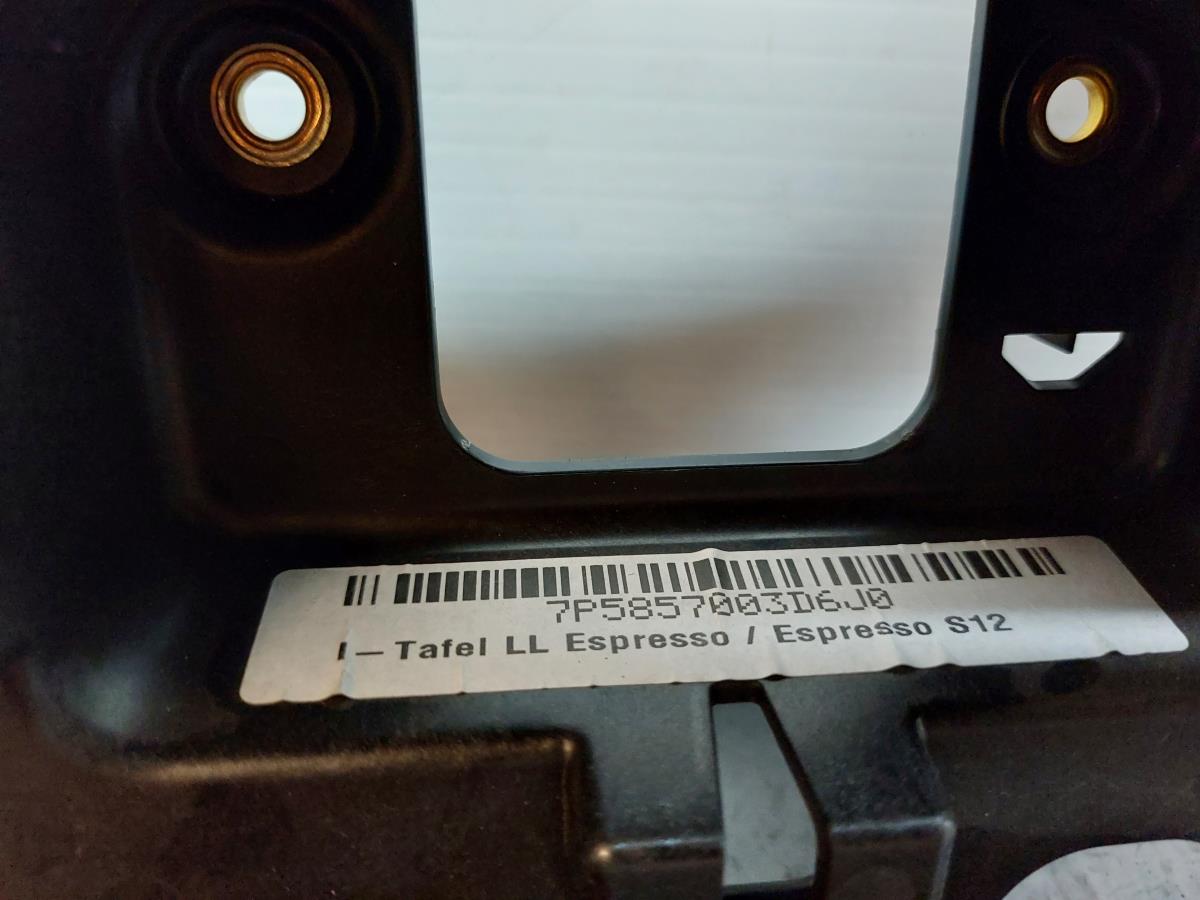 7P5857003D6J0
I-Tafel LL Espresso / Espresso S12